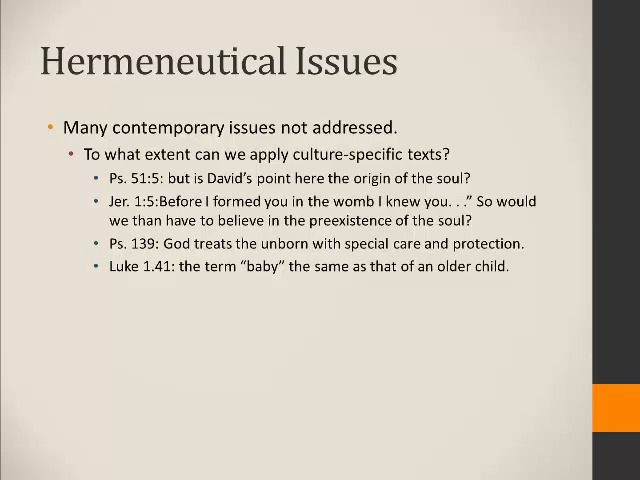 Hermeneutical Issues
• Many contemporary issues not addressed.
• To what extent can we apply culture-specific texts?
• Ps. 51:5: but is David's point here the origin of the soul?
• Jer. 1:5:Before I formed you in the womb I knew you. . ." So would
we than have to believe in the preexistence of the soul?
• Ps. 139: God treats the unborn with special care and protection.
• Luke 1.41: the term "baby" the same as that of an older child.